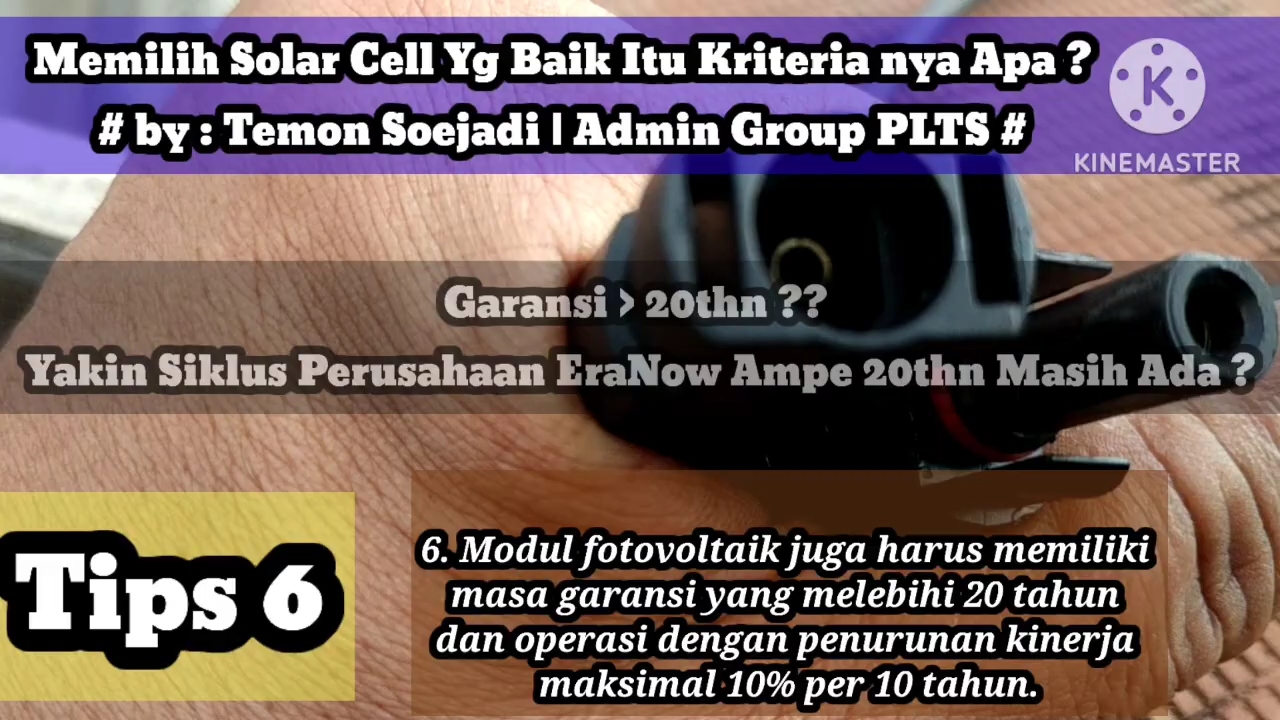 Memilih Solar Cell Yg Baik Itu Kriteria nya Apa ?
# by : Temon Soejadi | Admin Group PLTS #
K
KINEMASTER
Garansi > 20thn ??
Yakin Siklus Perusahaan EraNow Ampe 20thn Masih Ada ?
Tips 6
6. Modul fotovoltaik juga harus memiliki
masa garansi yang melebihi 20 tahun
dan operasi dengan penurunan kinerja
maksimal 10% per 10 tahun.